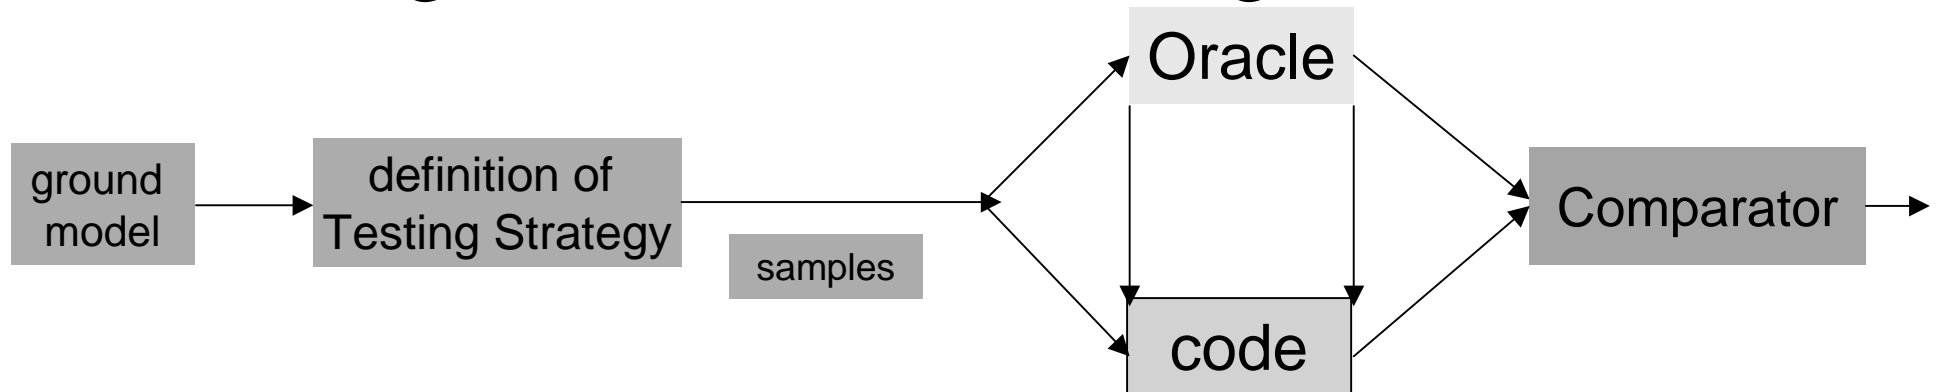 Oracle
ground
model
definition of
Testing Strategy
samples
Comparator
code